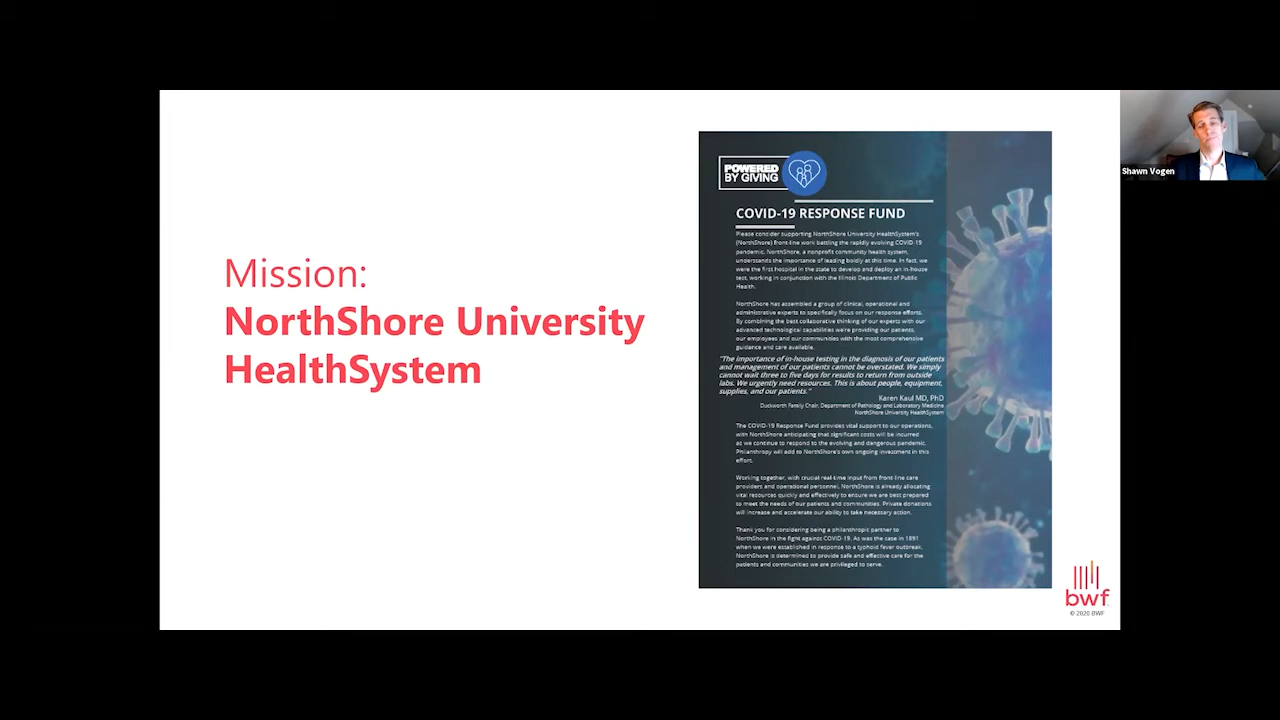 Mission:
NorthShore University
HealthSystem
POWERED
BY GIVING
COVID-19 RESPONSE FUND
Please consider supporting NorthShore University HealthSystem's
(NorthShore) front-line work battling the rapidly evolving COVID-19
pandemic. NorthShore, a nonprofit community health system,
understands the importance of leading boldly at this time. In fact, we
were the first hospital in the state to develop and deploy an in-house
test, working in conjunction with the Illinois Department of Public
Health.
NorthShore has assembled a group of clinical, operational and
administrative experts to specifically focus on our response efforts.
By combining the best collaborative thinking of our experts with our
advanced technological capabilities we're providing our patients,
our employees and our communities with the most comprehensive
guidance and care available.
"The importance of in-house testing in the diagnosis of our patients
and management of our patients cannot be overstated. We simply
cannot wait three to five days for results to return from outside
labs. We urgently need resources. This is about people, equipment,
supplies, and our patients."
Karen Kaul MD, PhD
Duckworth Family Chair, Department of Pathology and Laboratory Medicine
NorthShore University HealthSystem
The COVID-19 Response Fund provides vital support to our operations,
with NorthShore anticipating that significant costs will be incurred
as we continue to respond to the evolving and dangerous pandemic.
Philanthropy will add to NorthShore's own ongoing investment in this
effort.
Working together, with crucial real-time input from front-line care
providers and operational personnel, NorthShore is already allocating
vital resources quickly and effectively to ensure we are best prepared
to meet the needs of our patients and communities. Private donations
will increase and accelerate our ability to take necessary action.
Thank you for considering being a philanthropic partner to
NorthShore in the fight against COVID-19. As was the case in 1891
when we were established in response to a typhoid fever outbreak,
NorthShore is determined to provide safe and effective care for the
patients and communities we are privileged to serve.
Shawn Vogen
bwf
© 2020 BWF